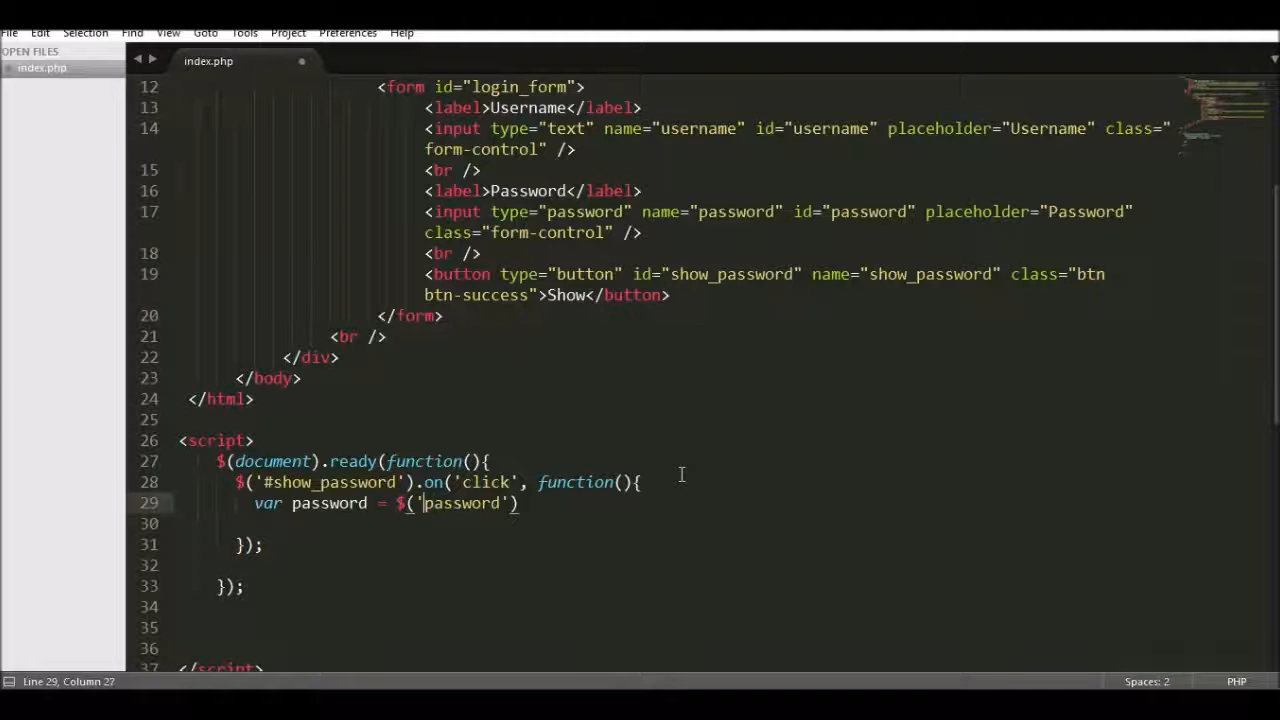 File Edit Selection Find View Goto Tools Project Preferences Help
OPEN FILES
index.php
index.php
12 <form id="login_form">
13 <label>Username</label>
14 <input type="text" name="username" id="username" placeholder="Username" class="
form-control" />
15 <br />
16 <label>Password</label>
17 <input type="password" name="password" id="password" placeholder="Password"
class="form-control" />
18 <br />
19 <button type="button" id="show_password" name="show_password" class="btn
btn-success">Show</button>
20 </form>
21 <br />
22 </div>
23 </body>
24 </html>
25
26 <script>
27 $(document).ready(function(){
28 $('#show_password').on('click', function(){
29 var password = $('password')
30
31 });
32
33 });
34
35
36
37 </script>
Line 29, Column 27
Spaces: 2
PHP